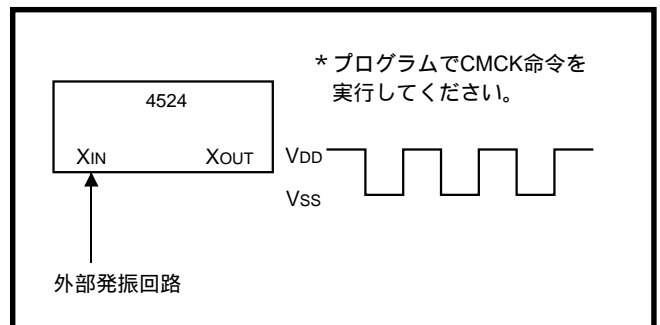 * プログラムでCMCK命令を
実行してください。
4524
XIN XOUT
VDD
VSS
外部発振回路